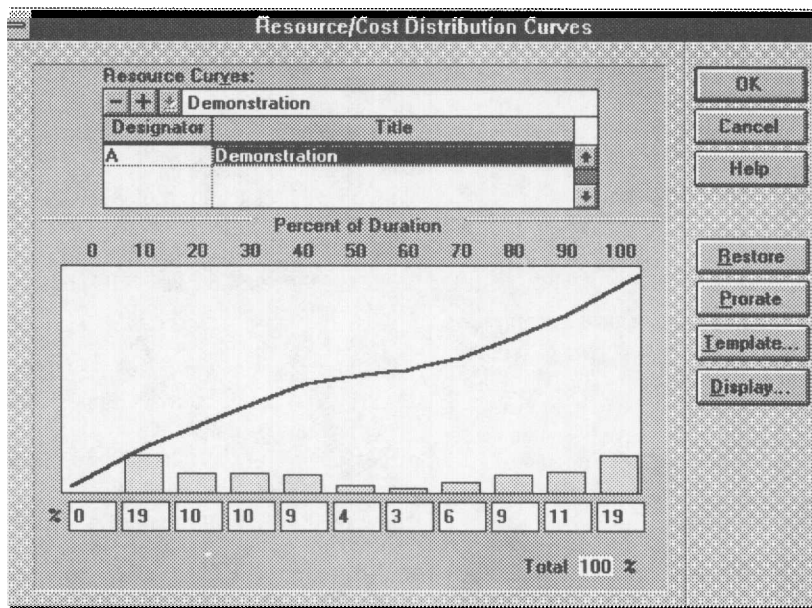 Resource/Cost Distribution Curves
Resource Curves:
- + Demonstration
Designator Title
A Demonstration
OK
Cancel
Help
Percent of Duration
0 10 20 30 40 50 60 70 80 90 100
Restore
Prorate
Template...
Display...
% 0 19 10 10 9 4 3 6 9 11 19
Total 100 %